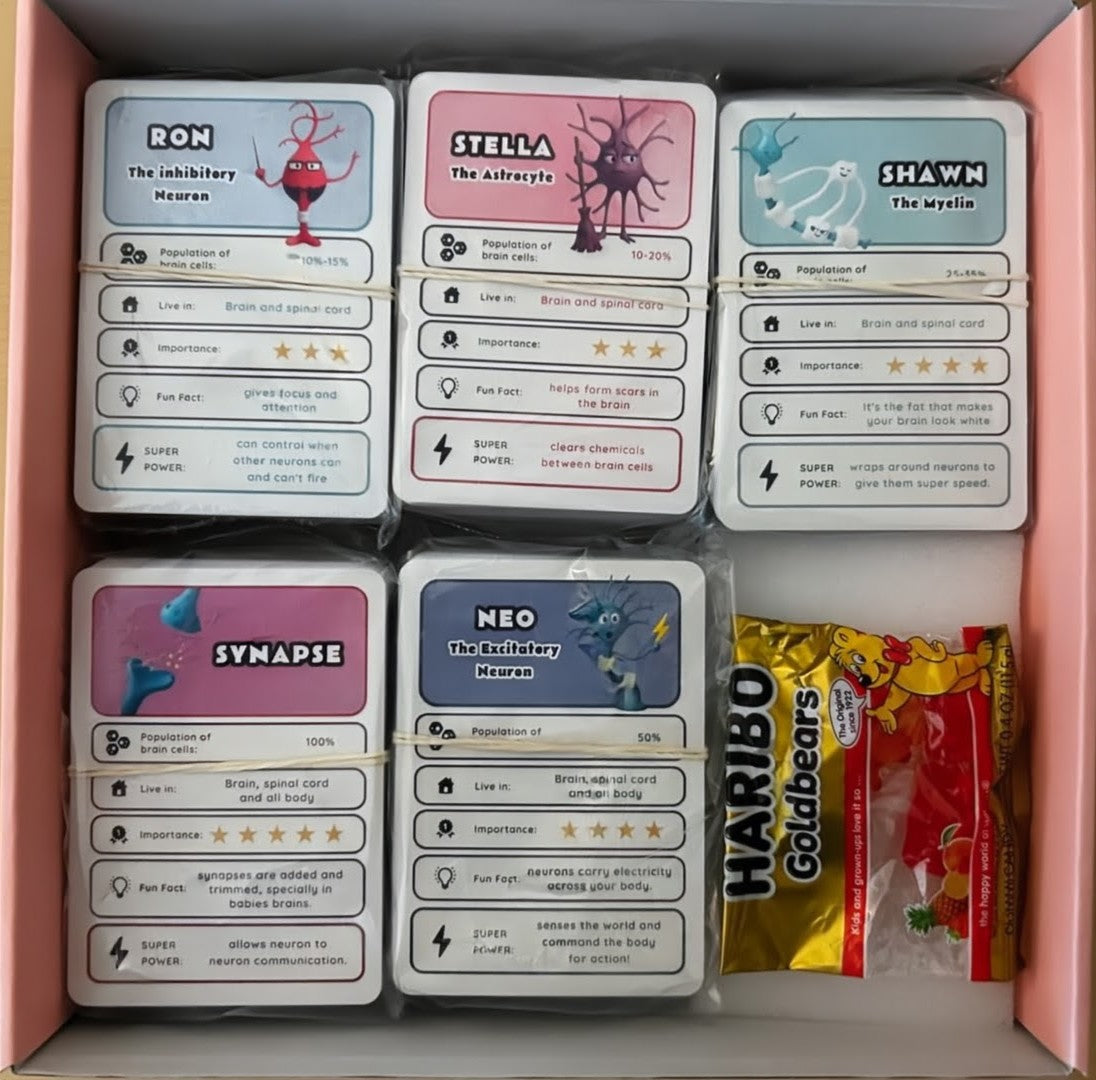 RON
The inhibitory
Neuron
Population of
brain cells:
10%-15%
Live in:
Brain and spinal cord
Importance:
Fun Fact:
gives focus and
attention
SUPER
POWER:
can control when
other neurons can
and can't fire
STELLA
The Astrocyte
Population of
brain cells:
10-20%
Live in:
Brain and spinal cord
Importance:
Fun Fact:
helps form scars in
the brain
SUPER
POWER:
clears chemicals
between brain cells
SHAWN
The Myelin
Population of
Live in:
Brain and spinal cord
Importance:
Fun Fact:
It's the fat that makes
your brain look white
SUPER
POWER:
wraps around neurons to
give them super speed.
SYNAPSE
Population of
brain cells:
100%
Live in:
Brain, spinal cord
and all body
Importance:
Fun Fact:
synapses are added and
trimmed, specially in
babies brains.
SUPER
POWER:
allows neuron to
neuron communication.
NEO
The Excitatory
Neuron
Population of
50%
Live in:
Brain, spinal cord
and all body
Importance:
Fun Fact:
neurons carry electricity
across your body.
SUPER
POWER:
senses the world and
command the body
for action!
HARIBO
Goldbears
The Original
since 1922
Kids and grown-ups love it so ...
the happy world